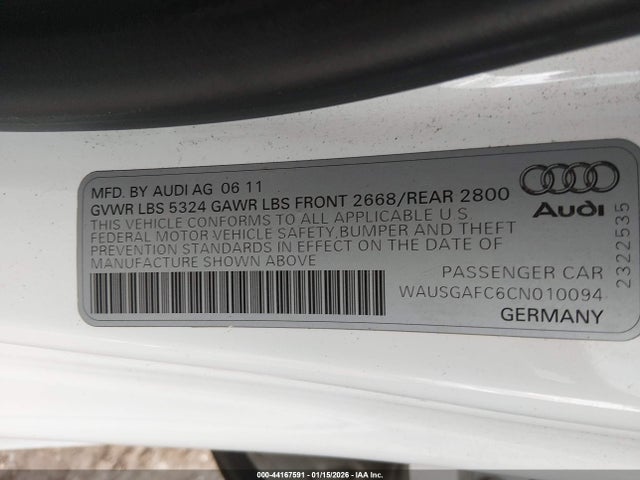 MFD. BY AUDI AG 06 11
GVWR LBS 5324 GAWR LBS FRONT 2668/REAR 2800
THIS VEHICLE CONFORMS TO ALL APPLICABLE U S
FEDERAL MOTOR VEHICLE SAFETY,BUMPER AND THEFT
PREVENTION STANDARDS IN EFFECT ON THE DATE OF
MANUFACTURE SHOWN ABOVE
Audi
2322535
PASSENGER CAR
WAUSGAFC6CN010094
GERMANY
000-44167591 - 01/15/2026 - IAA Inc.